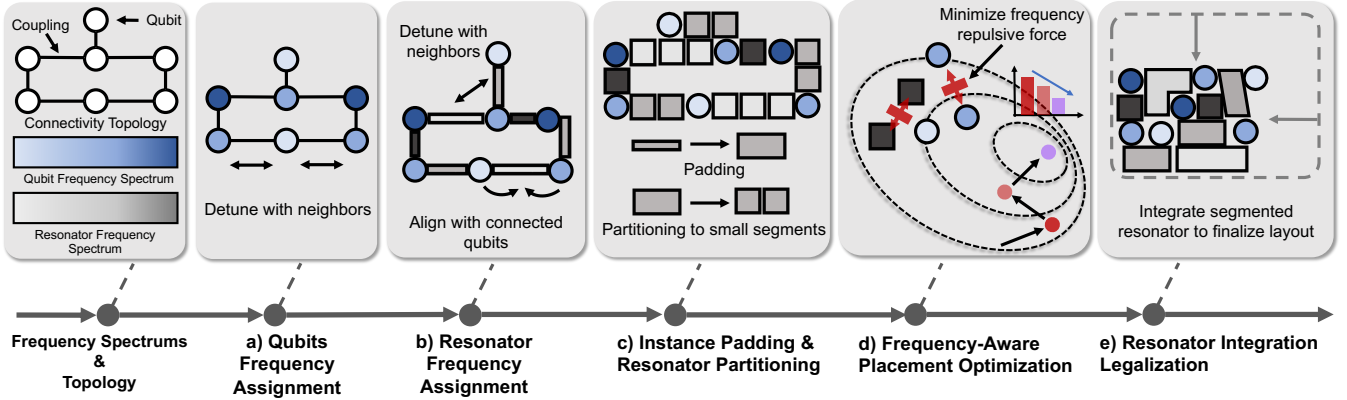 Coupling
Qubit
Connectivity Topology
Qubit Frequency Spectrum
Resonator Frequency
Spectrum
Detune with neighbors
Detune with
neighbors
Align with connected
qubits
Padding
Partitioning to small segments
Minimize frequency
repulsive force
Integrate segmented
resonator to finalize layout
Frequency Spectrums
&
Topology
a) Qubits
Frequency
Assignment
b) Resonator
Frequency
Assignment
c) Instance Padding &
Resonator Partitioning
d) Frequency-Aware
Placement Optimization
e) Resonator Integration
Legalization